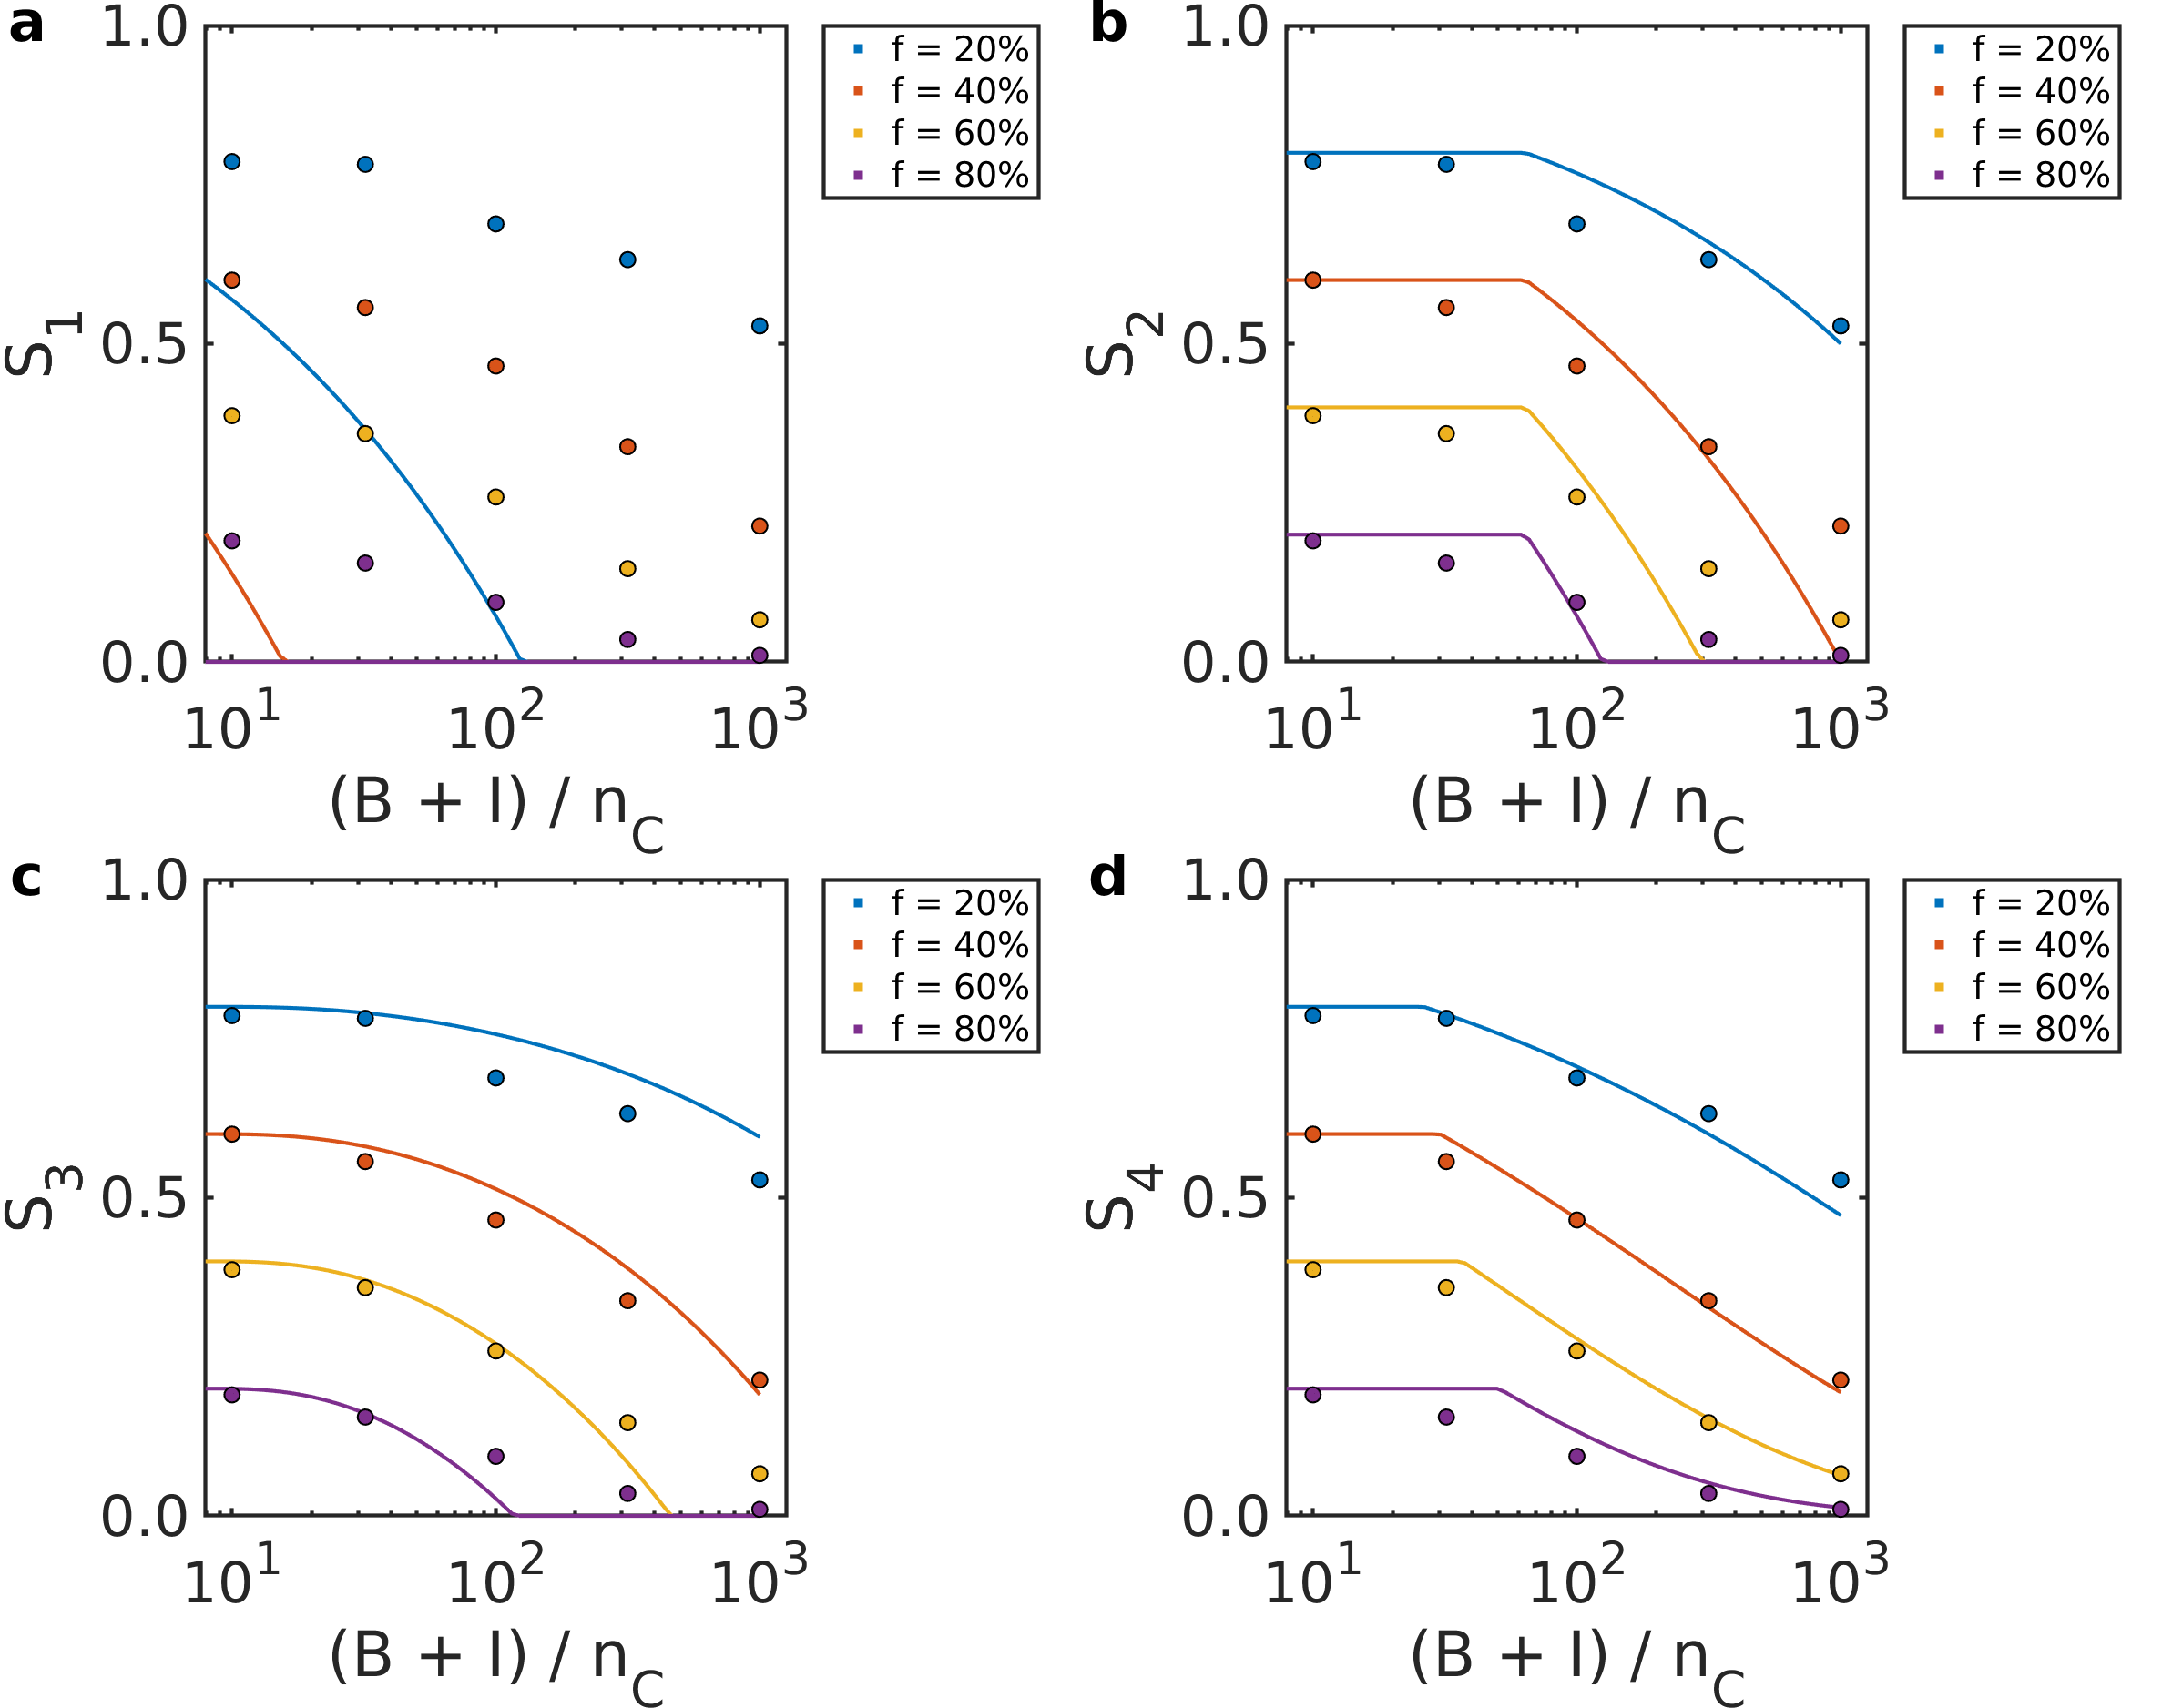 a
1.0
0.5
0.0
S1
10^1 10^2 10^3
(B + I) / nC
f = 20%
f = 40%
f = 60%
f = 80%
b
1.0
0.5
0.0
S2
10^1 10^2 10^3
(B + I) / nC
f = 20%
f = 40%
f = 60%
f = 80%
c
1.0
0.5
0.0
S3
10^1 10^2 10^3
(B + I) / nC
f = 20%
f = 40%
f = 60%
f = 80%
d
1.0
0.5
0.0
S4
10^1 10^2 10^3
(B + I) / nC
f = 20%
f = 40%
f = 60%
f = 80%